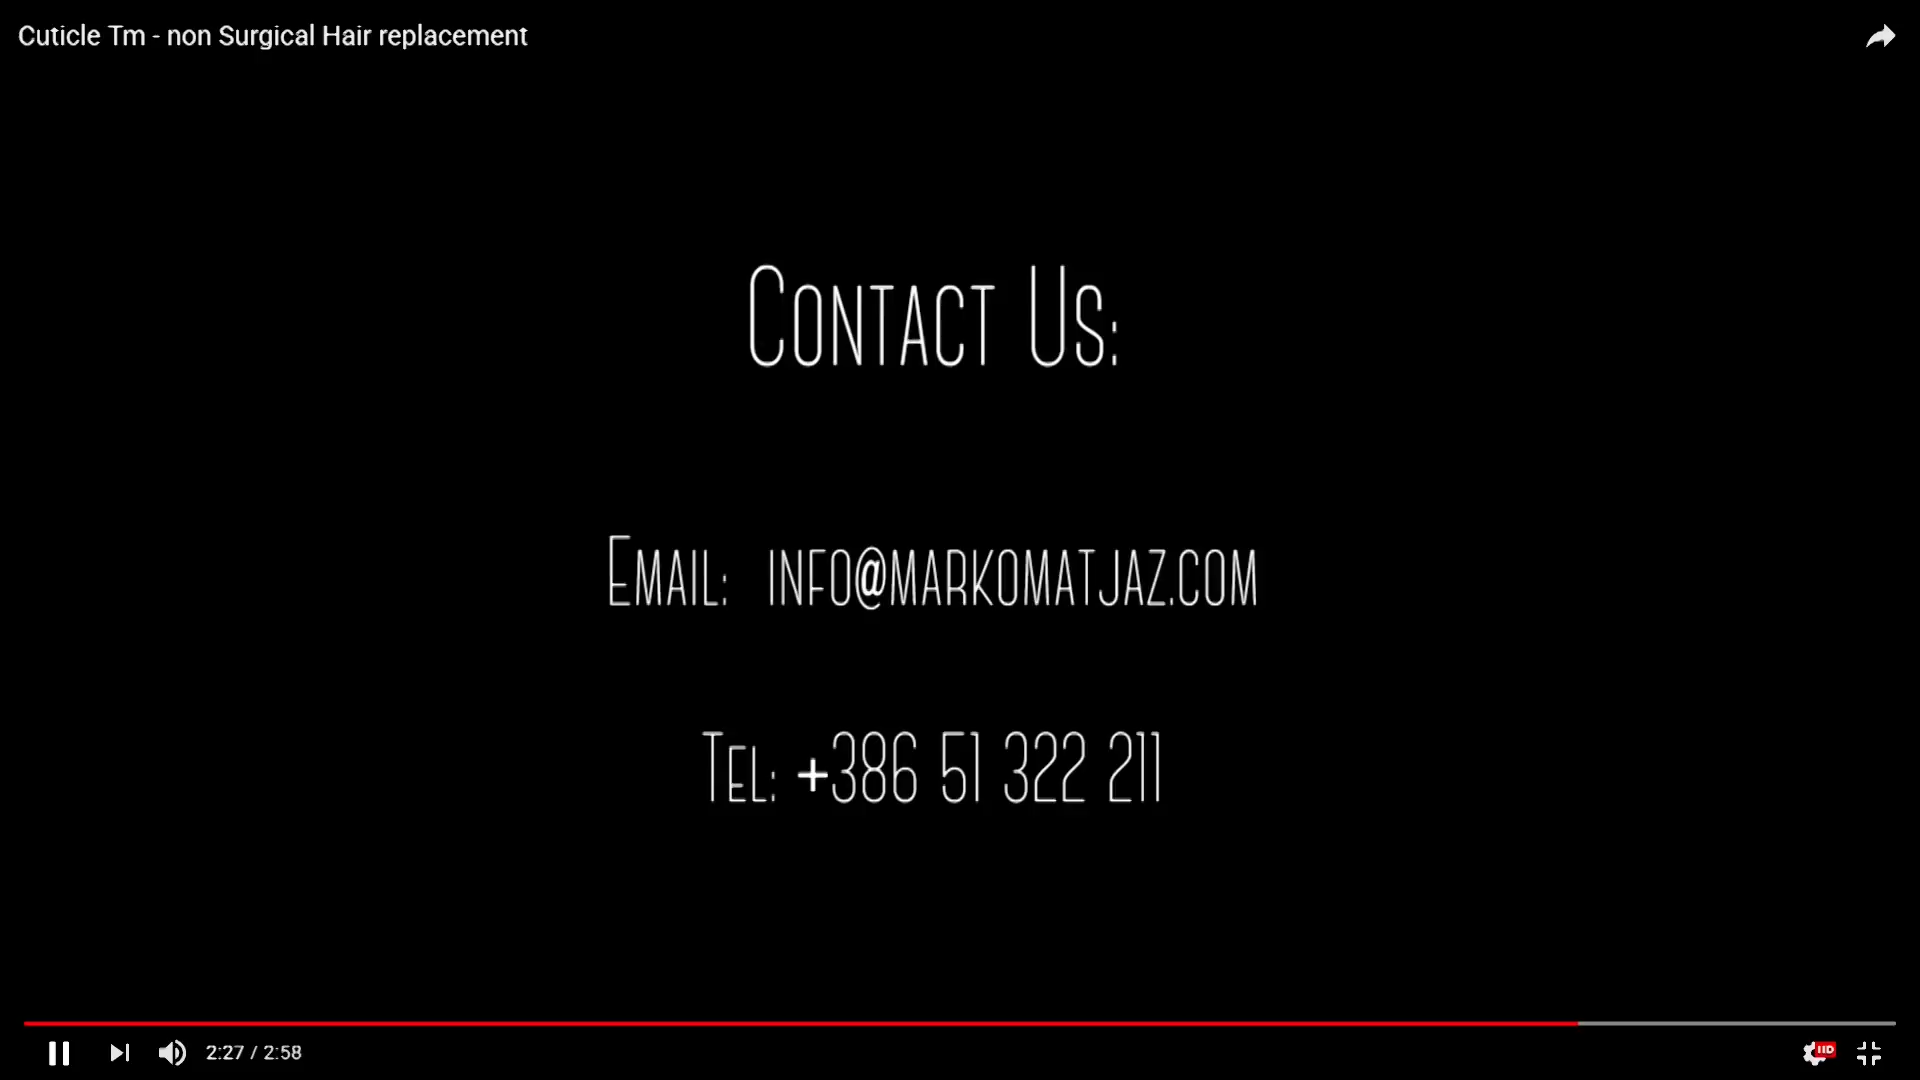 Cuticle Tm - non Surgical Hair replacement
Contact Us:
Email: info@markomatjaz.com
Tel: +386 51 322 211
2:27 / 2:58
HD